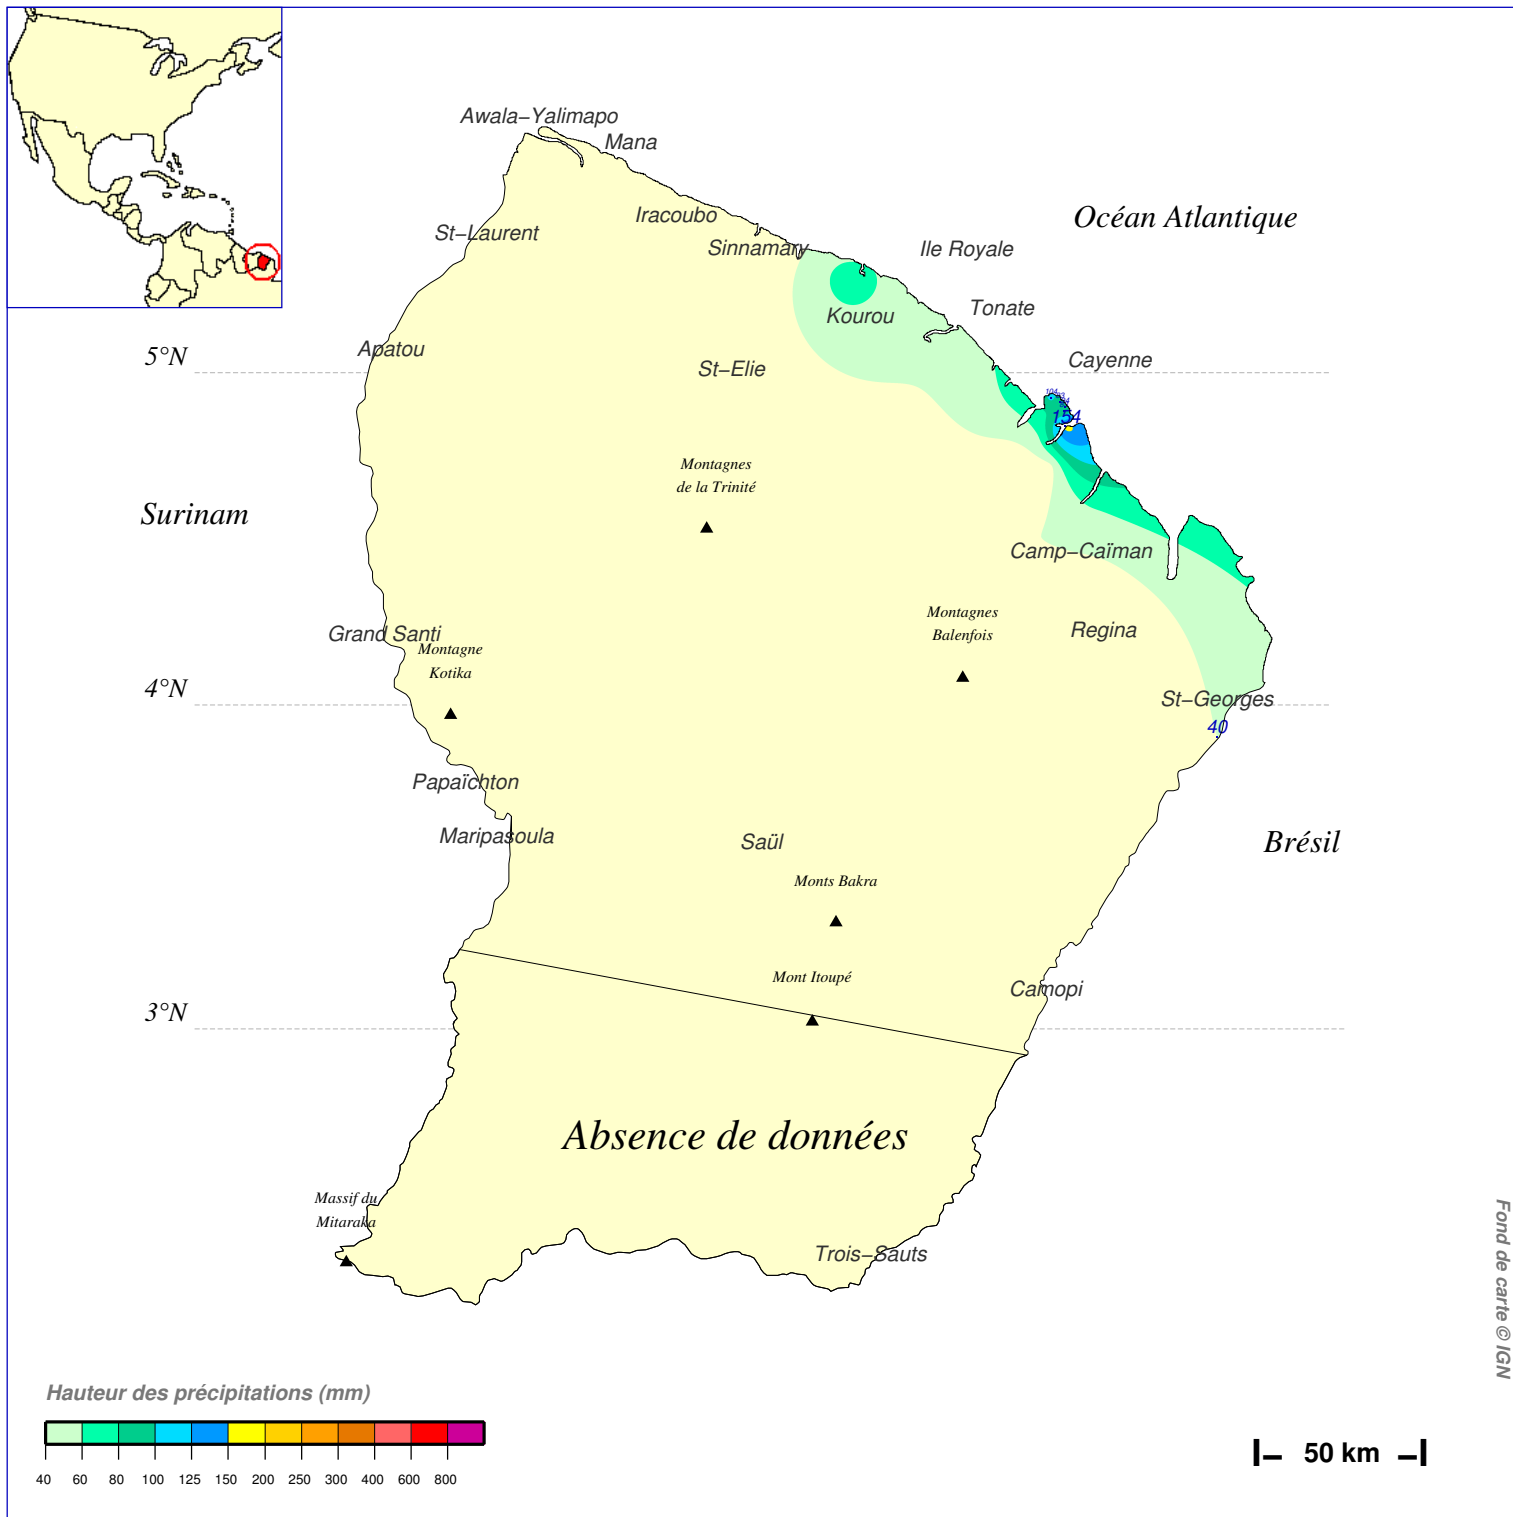 Awala−Yalimapo
Mana
Iracoubo
Océan Atlantique
St−Laurent
Sinnamary
Ile Royale
Tonate
Kourou
5°N
Apatou
St−Elie
Cayenne
104
154
Montagnes
de la Trinité
Surinam
Camp−Caïman
Montagnes
Balenfois
Regina
Grand Santi
Montagne
Kotika
4°N
St−Georges
40
Papaïchton
Maripasoula
Saül
Brésil
Monts Bakra
Mont Itoupé
Camopi
3°N
Absence de données
Massif du
Mitaraka
Trois−Sauts
Fond de carte © IGN
Hauteur des précipitations (mm)
40 60 80 100 125 150 200 250 300 400 600 800
50 km